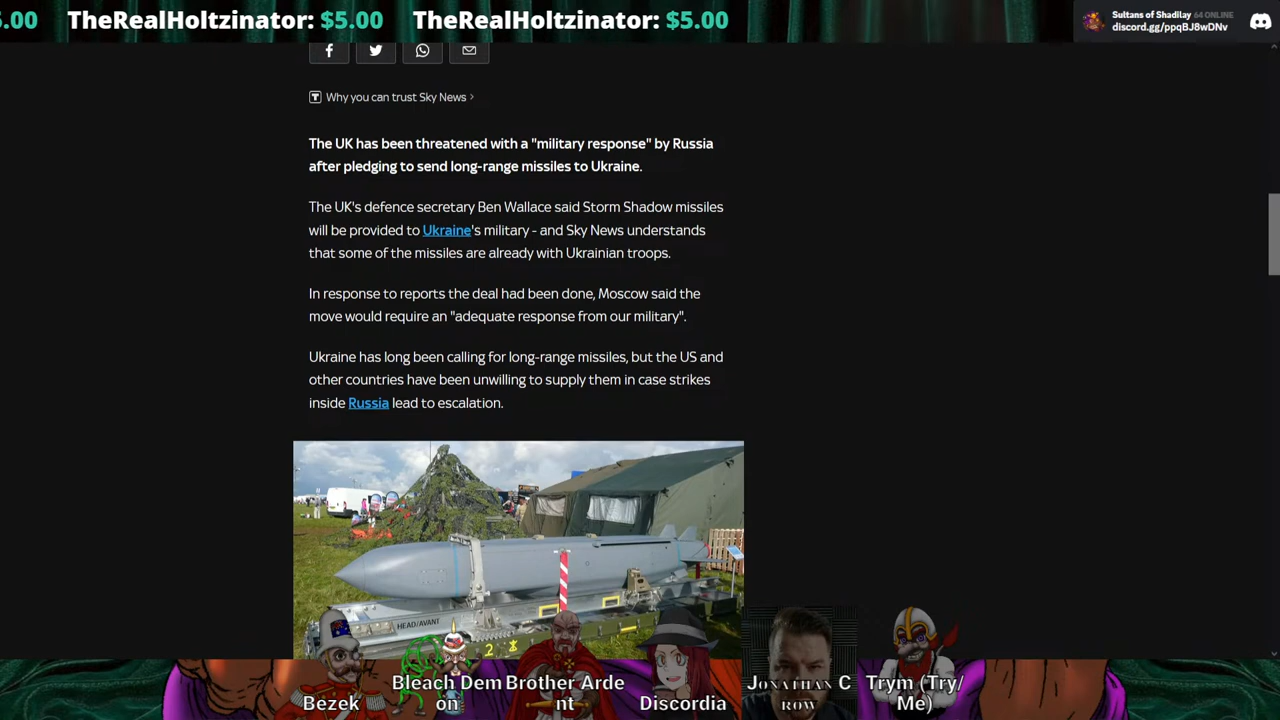 5.00 TheRealHoltzinator: $5.00 TheRealHoltzinator: $5.00
Sultans of Shadilay 64 ONLINE
discord.gg/ppqBJ8wDNv
Why you can trust Sky News >
The UK has been threatened with a "military response" by Russia
after pledging to send long-range missiles to Ukraine.
The UK's defence secretary Ben Wallace said Storm Shadow missiles
will be provided to Ukraine's military - and Sky News understands
that some of the missiles are already with Ukrainian troops.
In response to reports the deal had been done, Moscow said the
move would require an "adequate response from our military".
Ukraine has long been calling for long-range missiles, but the US and
other countries have been unwilling to supply them in case strikes
inside Russia lead to escalation.
HEAD/AVANT
Bezek
Bleach Dem
on
Brother Arde
nt
Discordia
Jonathan C
row
Trym (Try/
Me)